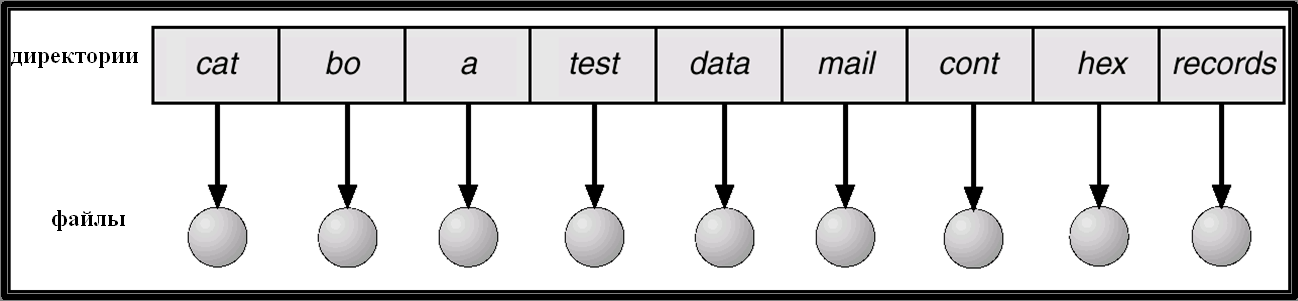 директории cat bo a test data mail cont hex records
файлы